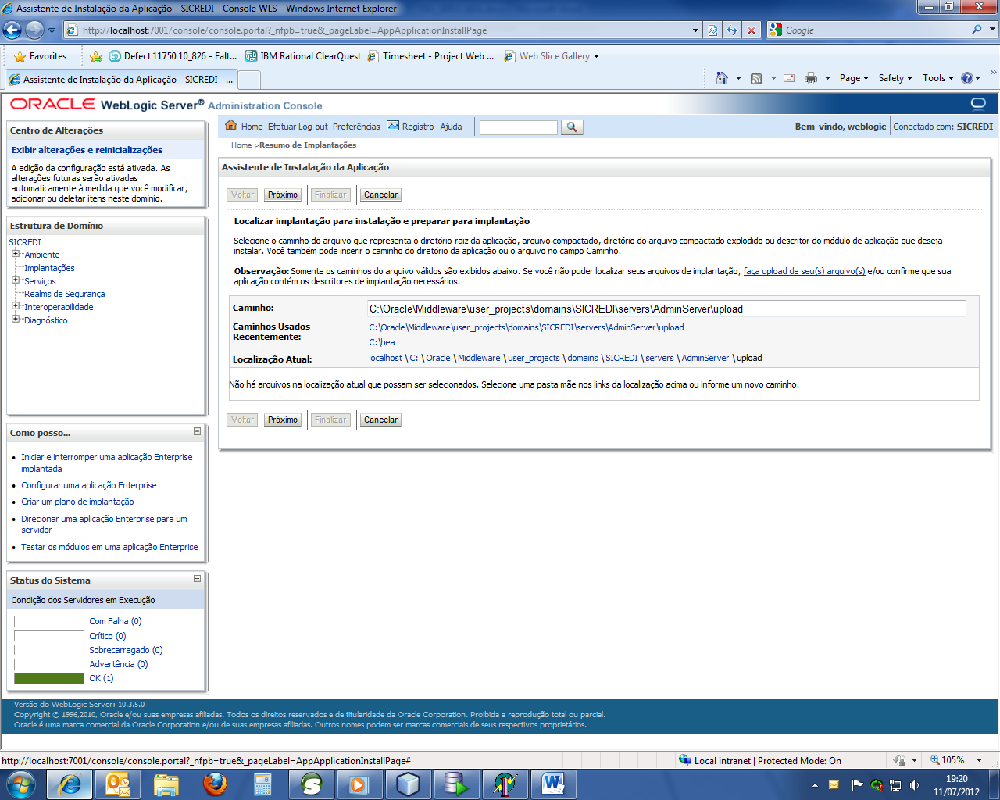 Assistente de Instalação da Aplicação - SICREDI - Console WLS - Windows Internet Explorer
http://localhost:7001/console/console.portal?_nfpb=true&_pageLabel=AppApplicationInstallPage
Google
Favorites
Defect 11750 10_826 - Falt...
IBM Rational ClearQuest
Timesheet - Project Web ...
Web Slice Gallery
Assistente de Instalação da Aplicação - SICREDI - ...
Page
Safety
Tools
ORACLE WebLogic Server® Administration Console
Centro de Alterações
Exibir alterações e reinicializações
A edição da configuração está ativada. As
alterações futuras serão ativadas
automaticamente à medida que você modificar,
adicionar ou deletar itens neste domínio.
Estrutura de Domínio
SICREDI
Ambiente
Implantações
Serviços
Realms de Segurança
Interoperabilidade
Diagnóstico
Como posso...
Iniciar e interromper uma aplicação Enterprise
implantada
Configurar uma aplicação Enterprise
Criar um plano de implantação
Direcionar uma aplicação Enterprise para um
servidor
Testar os módulos em uma aplicação Enterprise
Status do Sistema
Condição dos Servidores em Execução
Com Falha (0)
Crítico (0)
Sobrecarregado (0)
Advertência (0)
OK (1)
Home Efetuar Log-out Preferências Registro Ajuda
Bem-vindo, weblogic
Conectado com: SICREDI
Home >Resumo de Implantações
Assistente de Instalação da Aplicação
Voltar Próximo Finalizar Cancelar
Localizar implantação para instalação e preparar para implantação
Selecione o caminho do arquivo que representa o diretório-raiz da aplicação, arquivo compactado, diretório do arquivo compactado explodido ou descritor do módulo de aplicação que deseja
instalar. Você também pode inserir o caminho do diretório da aplicação ou o arquivo no campo Caminho.
Observação: Somente os caminhos do arquivo válidos são exibidos abaixo. Se você não puder localizar seus arquivos de implantação, faça upload de seu(s) arquivo(s) e/ou confirme que sua
aplicação contém os descritores de implantação necessários.
Caminho: C:\Oracle\Middleware\user_projects\domains\SICREDI\servers\AdminServer\upload
Caminhos Usados
Recentemente:
C:\Oracle\Middleware\user_projects\domains\SICREDI\servers\AdminServer\upload
C:\bea
Localização Atual: localhost \ C: \ Oracle \ Middleware \ user_projects \ domains \ SICREDI \ servers \ AdminServer \ upload
Não há arquivos na localização atual que possam ser selecionados. Selecione uma pasta mãe nos links da localização acima ou informe um novo caminho.
Voltar Próximo Finalizar Cancelar
Versão do WebLogic Server: 10.3.5.0
Copyright © 1996,2010, Oracle e/ou suas empresas afiliadas. Todos os direitos reservados e de titularidade da Oracle Corporation. Proibida a reprodução total ou parcial.
Oracle é uma marca comercial da Oracle Corporation e/ou de suas empresas afiliadas. Outros nomes podem ser marcas comerciais de seus respectivos proprietários.
http://localhost:7001/console/console.portal?_nfpb=true&_pageLabel=AppApplicationInstallPage#
Local intranet | Protected Mode: On
105%
19:20
11/07/2012